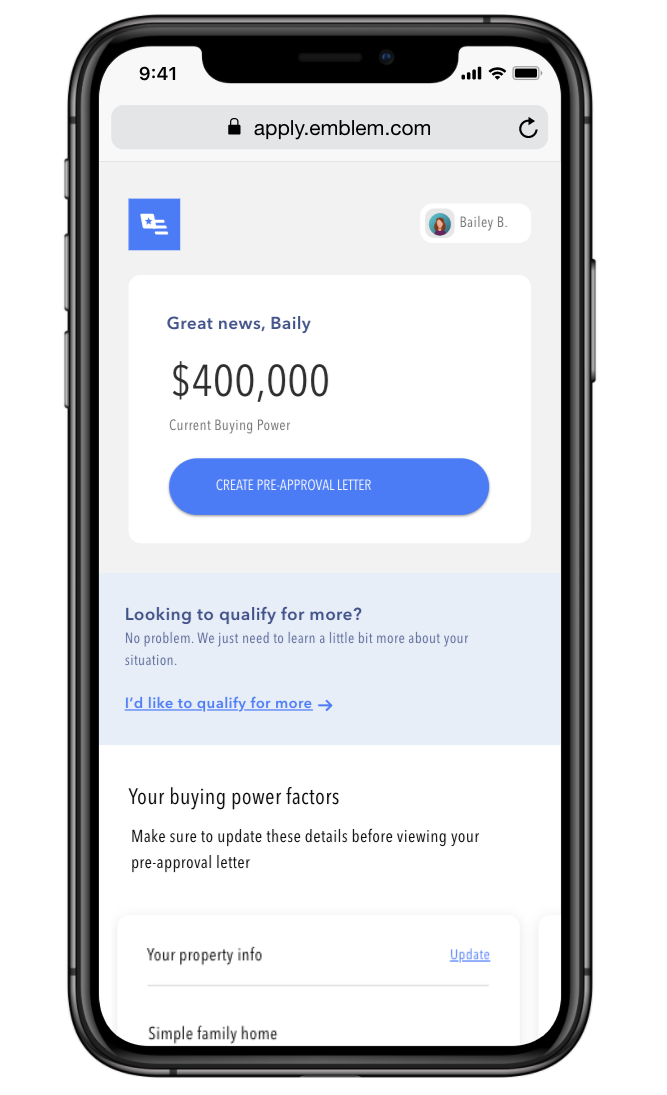 9:41
apply.emblem.com
Bailey B.
Great news, Baily
$400,000
Current Buying Power
CREATE PRE-APPROVAL LETTER
Looking to qualify for more?
No problem. We just need to learn a little bit more about your
situation.
I'd like to qualify for more →
Your buying power factors
Make sure to update these details before viewing your
pre-approval letter
Your property info
Update
Simple family home